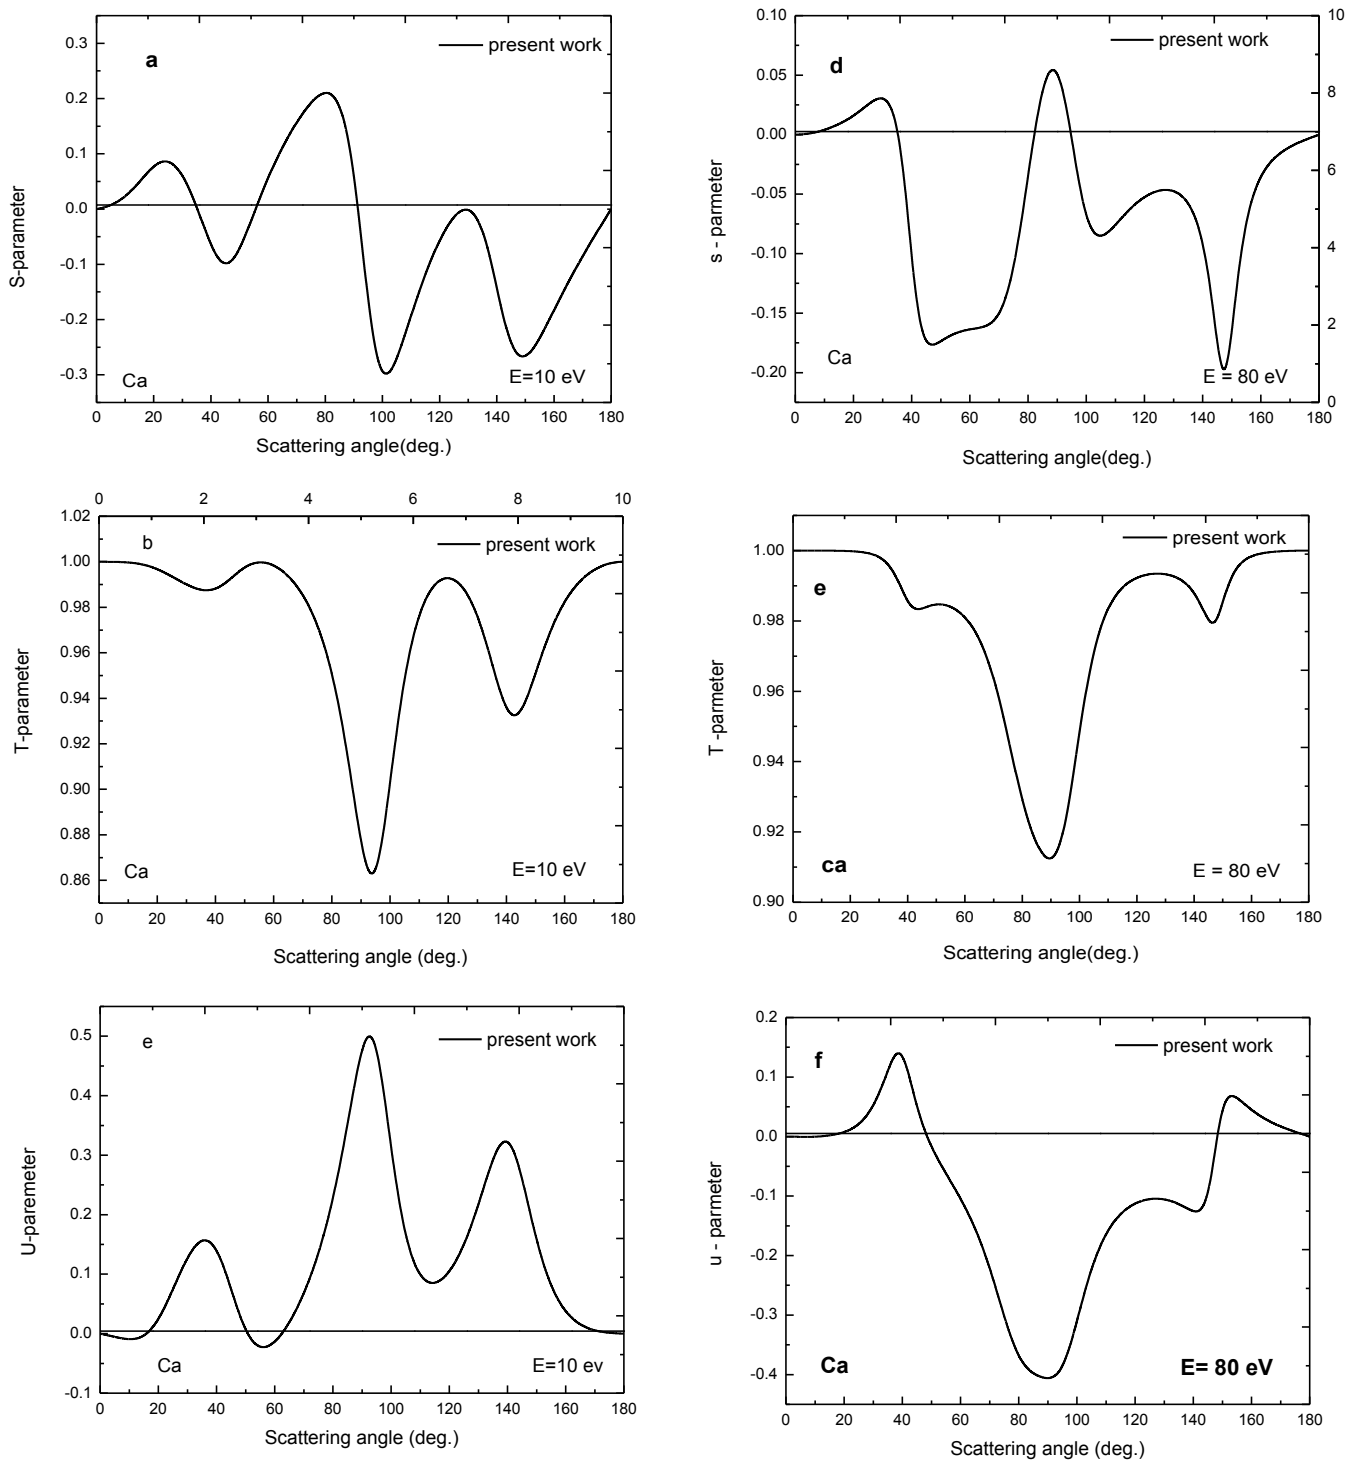 a
present work
0.3
0.2
0.1
0.0
-0.1
-0.2
-0.3
S-parameter
Ca
E=10 eV
0 20 40 60 80 100 120 140 160 180
Scattering angle(deg.)
d
present work
0.10
0.05
0.00
-0.05
-0.10
-0.15
-0.20
10
8
6
4
2
0
s - parmeter
Ca
E = 80 eV
0 20 40 60 80 100 120 140 160 180
Scattering angle(deg.)
0 2 4 6 8 10
b
present work
1.02
1.00
0.98
0.96
0.94
0.92
0.90
0.88
0.86
T-parameter
Ca
E=10 eV
0 20 40 60 80 100 120 140 160 180
Scattering angle (deg.)
present work
e
1.00
0.98
0.96
0.94
0.92
0.90
T -parmeter
ca
E = 80 eV
0 20 40 60 80 100 120 140 160 180
Scattering angle(deg.)
e
present work
0.5
0.4
0.3
0.2
0.1
0.0
-0.1
U-paremeter
Ca
E=10 ev
0 20 40 60 80 100 120 140 160 180
Scattering angle (deg.)
f
present work
0.2
0.1
0.0
-0.1
-0.2
-0.3
-0.4
u - parmeter
Ca
E= 80 eV
0 20 40 60 80 100 120 140 160 180
Scattering angle (deg.)